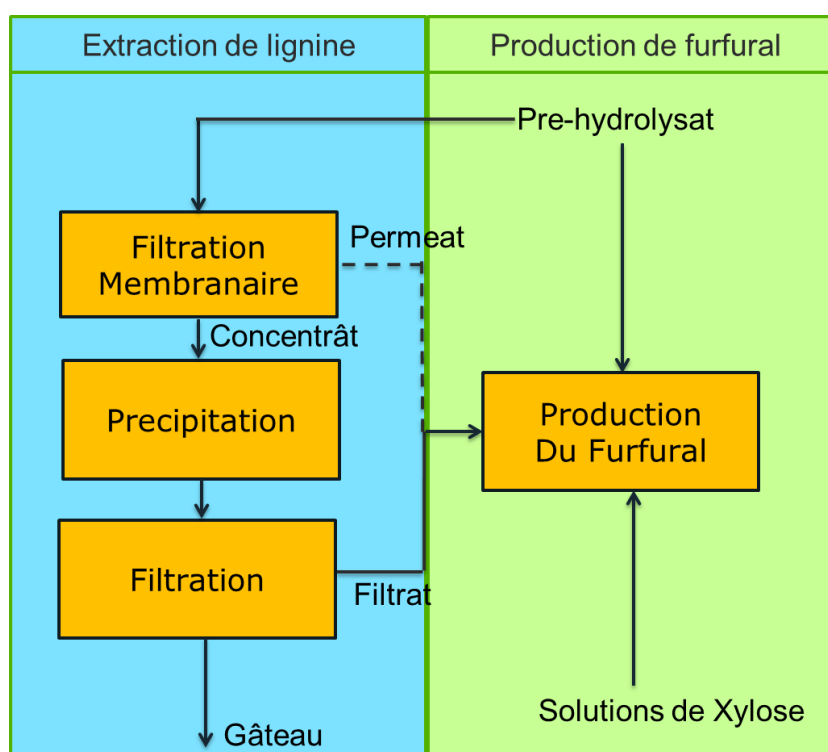 Extraction de lignine
Production de furfural
Pre-hydrolysat
Filtration
Membranaire
Permeat
Concentrât
Precipitation
Production
Du Furfural
Filtration
Filtrat
Solutions de Xylose
Gâteau